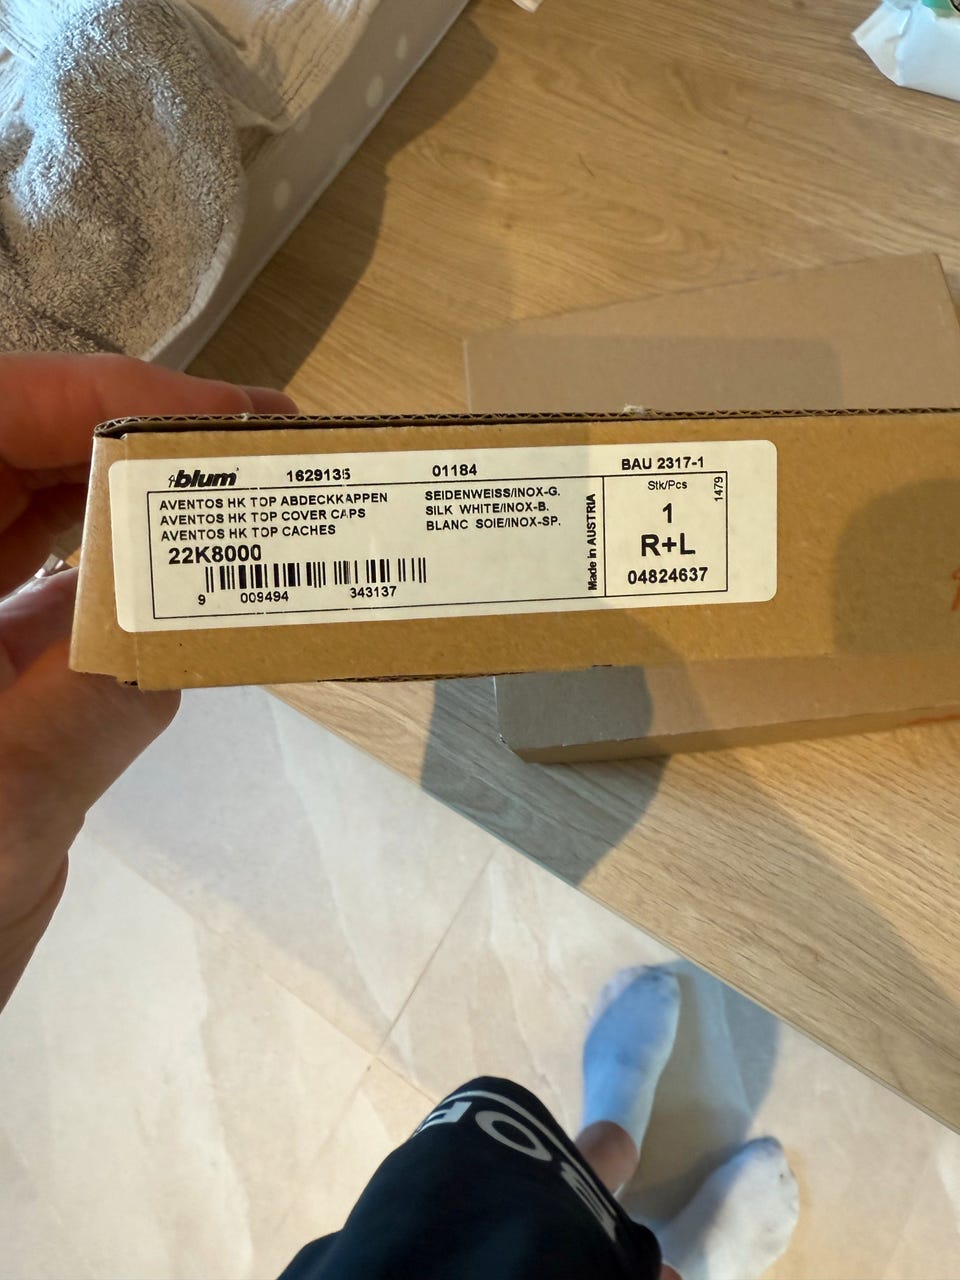 blum 1629135 01184 BAU 2317-1
AVENTOS HK TOP ABDECKKAPPEN SEIDENWEISS/INOX-G.
AVENTOS HK TOP COVER CAPS SILK WHITE/INOX-B.
AVENTOS HK TOP CACHES BLANC SOIE/INOX-SP.
22K8000
9 009494 343137
Made in AUSTRIA
Stk/Pcs
1479
1
R+L
04824637